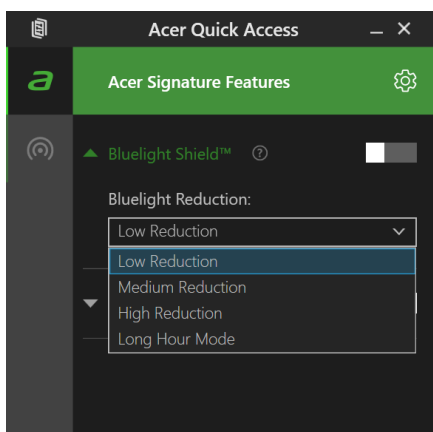 Acer Quick Access
Acer Signature Features
Bluelight Shield™
Bluelight Reduction:
Low Reduction
Low Reduction
Medium Reduction
High Reduction
Long Hour Mode